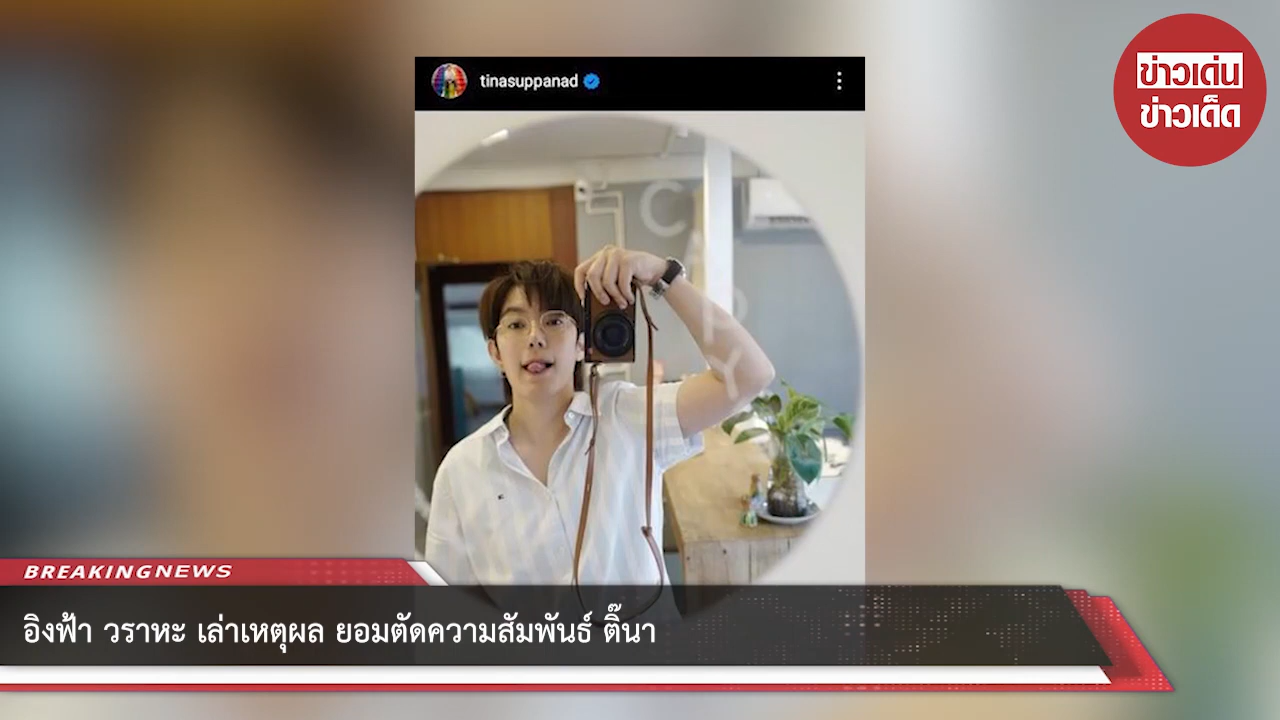 tinasuppanad
ข่าวเด่น
ข่าวเด็ด
C
P
Y
BREAKINGNEWS
อิงฟ้า วราหะ เล่าเหตุผล ยอมตัดความสัมพันธ์ ติ๊นา